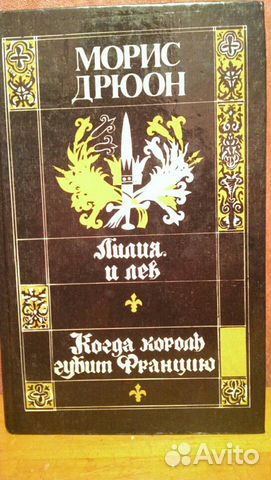 МОРИС
ДРЮОН
Лилия
и лев
Когда король
губит Францию
Avito